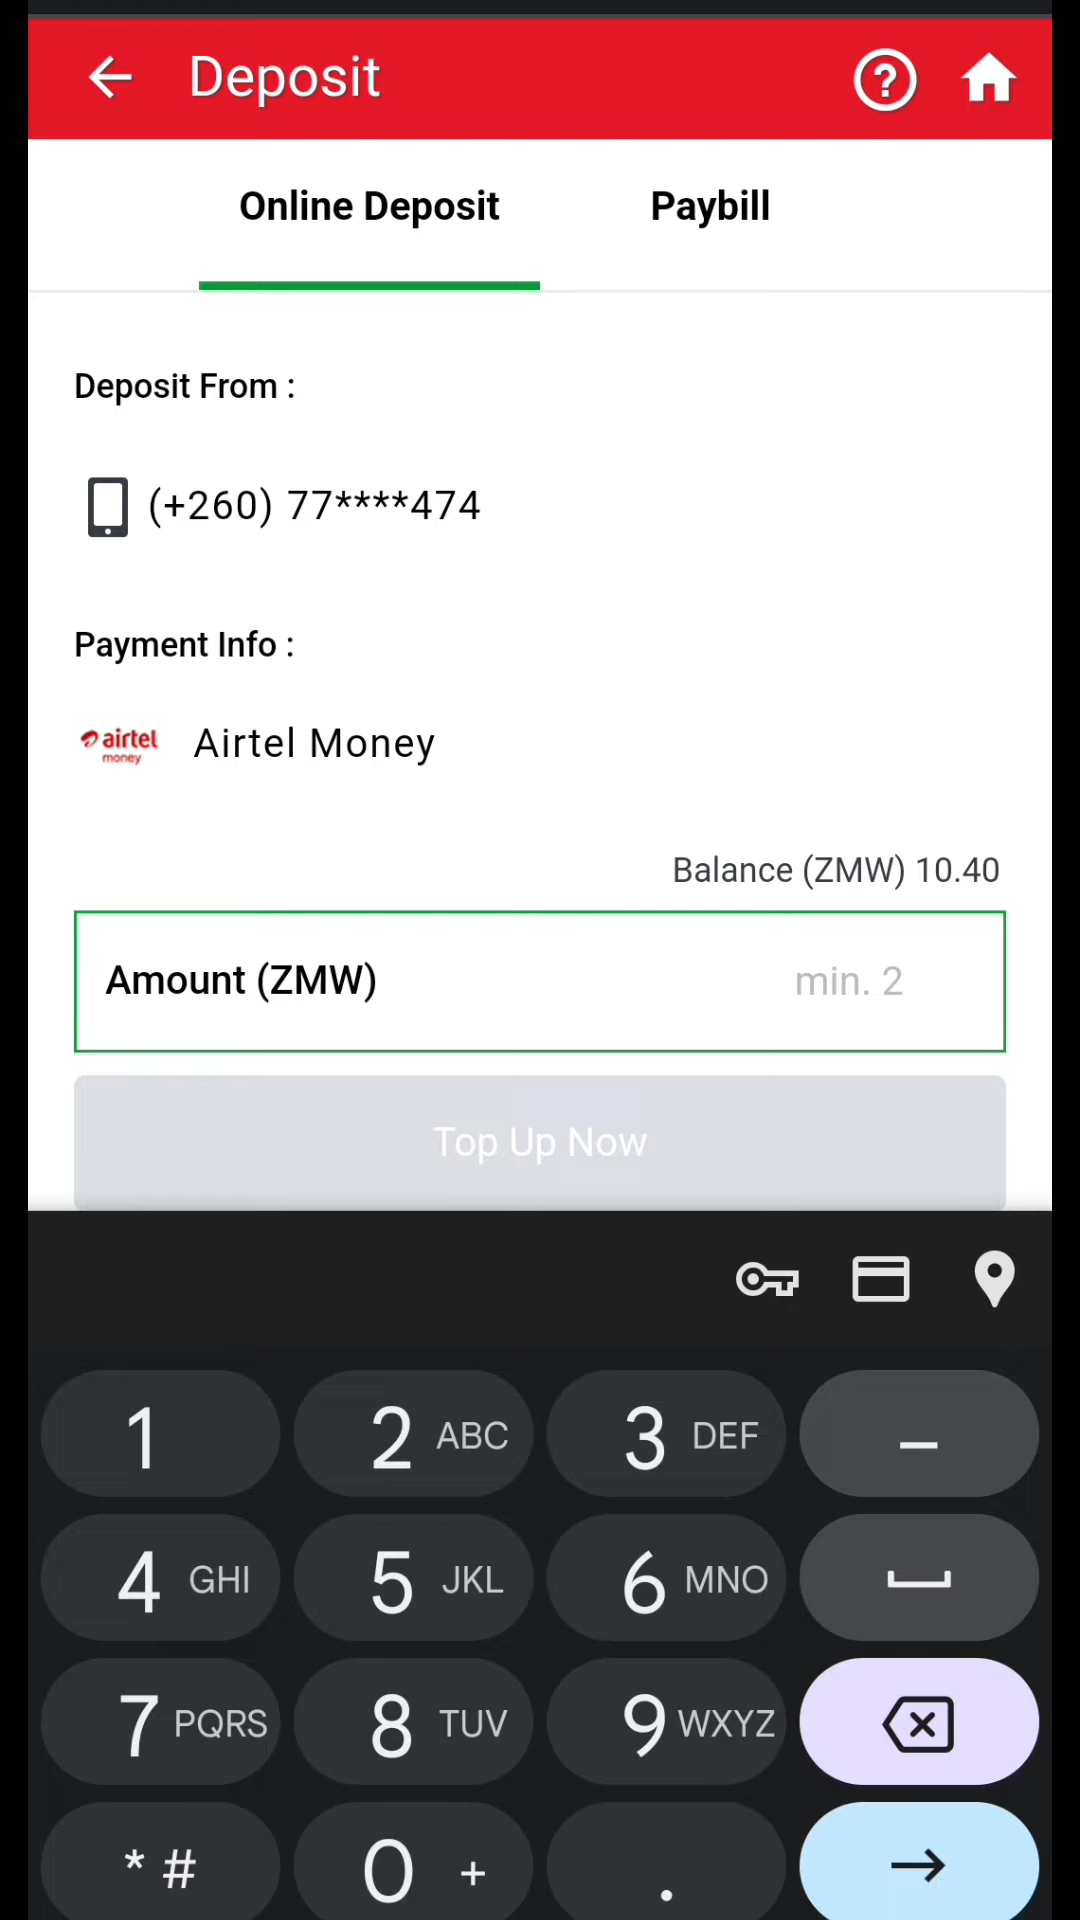 Deposit
Online Deposit
Paybill
Deposit From :
(+260) 77****474
Payment Info :
airtel
money
Airtel Money
Balance (ZMW) 10.40
Amount (ZMW)
min. 2
Top Up Now
1
2 ABC
3 DEF
–
4 GHI
5 JKL
6 MNO
7 PQRS
8 TUV
9 WXYZ
* #
0 +
.